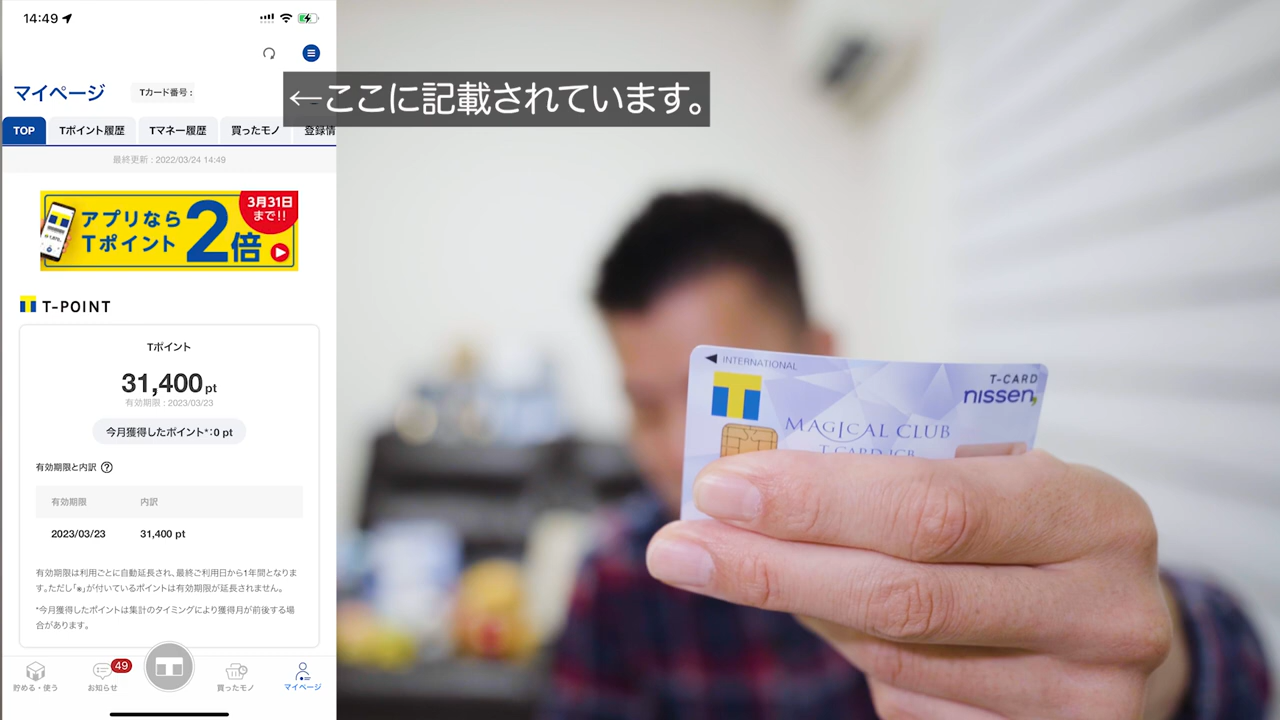 14:49
マイページ
Tカード番号 :
←ここに記載されています。
TOP
Tポイント履歴
Tマネー履歴
買ったモノ
登録情
最終更新 : 2022/03/24 14:49
アプリなら
Tポイント
2倍
3月31日
まで!!
T-POINT
Tポイント
31,400 pt
有効期限 : 2023/03/23
今月獲得したポイント*:0 pt
有効期限と内訳 ?
有効期限 内訳
2023/03/23 31,400 pt
有効期限は利用ごとに自動延長され、最終ご利用日から1年間となりま
す。ただし「※」が付いているポイントは有効期限が延長されません。
*今月獲得したポイントは集計のタイミングにより獲得月が前後する場
合があります。
貯める・使う
49
お知らせ
買ったモノ
マイページ
INTERNATIONAL
T-CARD
nissen
MAGICAL CLUB
T CARD JCB